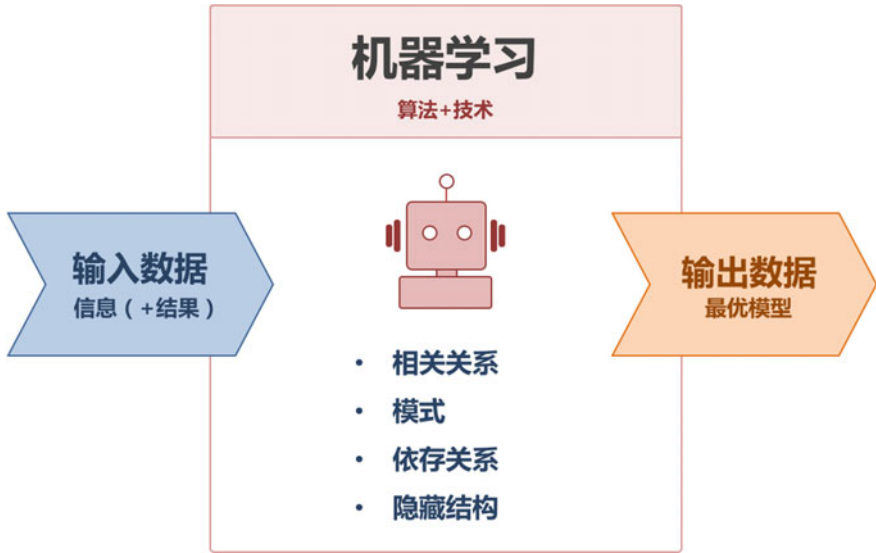 机器学习
算法+技术
输入数据
信息（+结果）
输出数据
最优模型
• 相关关系
• 模式
• 依存关系
• 隐藏结构